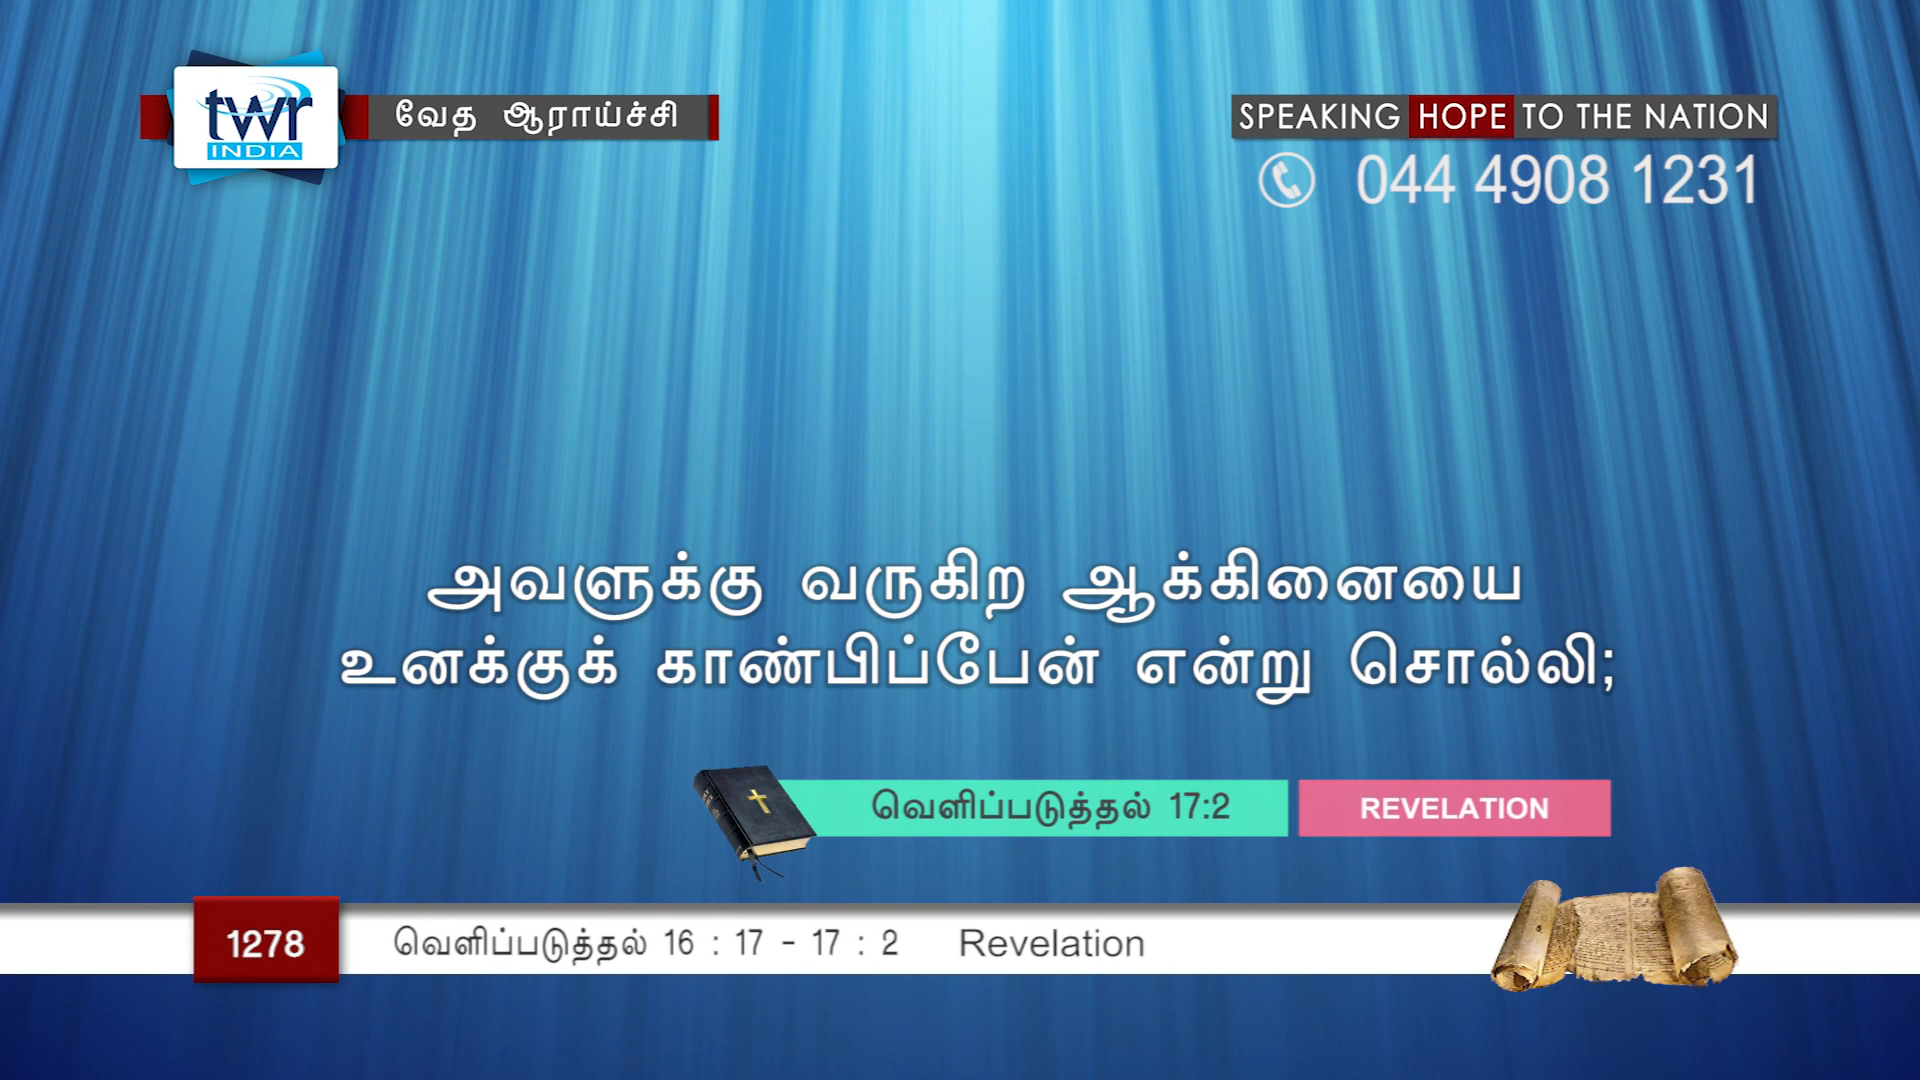 twr
INDIA
வேத ஆராய்ச்சி
SPEAKING HOPE TO THE NATION
044 4908 1231
அவளுக்கு வருகிற ஆக்கினையை
உனக்குக் காண்பிப்பேன் என்று சொல்லி;
வெளிப்படுத்தல் 17:2
REVELATION
1278
வெளிப்படுத்தல் 16 : 17 - 17 : 2 Revelation